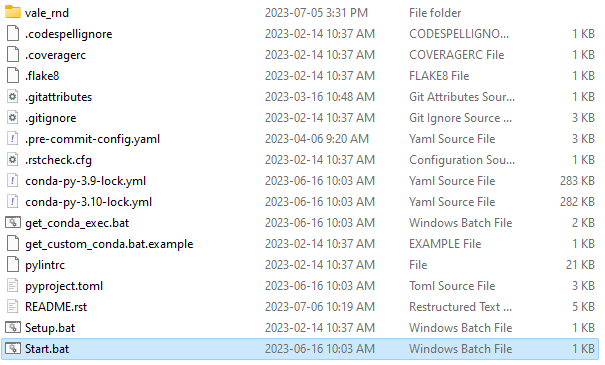 vale_rnd 2023-07-05 3:31 PM File folder
.codespellignore 2023-02-14 10:37 AM CODESPELLIGNOR... 1 KB
.coveragerc 2023-02-14 10:37 AM COVERAGERC File 1 KB
.flake8 2023-02-14 10:37 AM FLAKE8 File 1 KB
.gitattributes 2023-03-16 10:48 AM Git Attributes Sour... 1 KB
.gitignore 2023-02-14 10:37 AM Git Ignore Source ... 3 KB
.pre-commit-config.yaml 2023-04-06 9:20 AM Yaml Source File 3 KB
.rstcheck.cfg 2023-02-14 10:37 AM Configuration Sou... 1 KB
conda-py-3.9-lock.yml 2023-06-16 10:03 AM Yaml Source File 283 KB
conda-py-3.10-lock.yml 2023-06-16 10:03 AM Yaml Source File 282 KB
get_conda_exec.bat 2023-06-16 10:03 AM Windows Batch File 2 KB
get_custom_conda.bat.example 2023-02-14 10:37 AM EXAMPLE File 1 KB
pylintrc 2023-02-14 10:37 AM File 21 KB
pyproject.toml 2023-06-16 10:03 AM Toml Source File 3 KB
README.rst 2023-07-06 10:19 AM Restructured Text ... 5 KB
Setup.bat 2023-02-14 10:37 AM Windows Batch File 1 KB
Start.bat 2023-06-16 10:03 AM Windows Batch File 1 KB